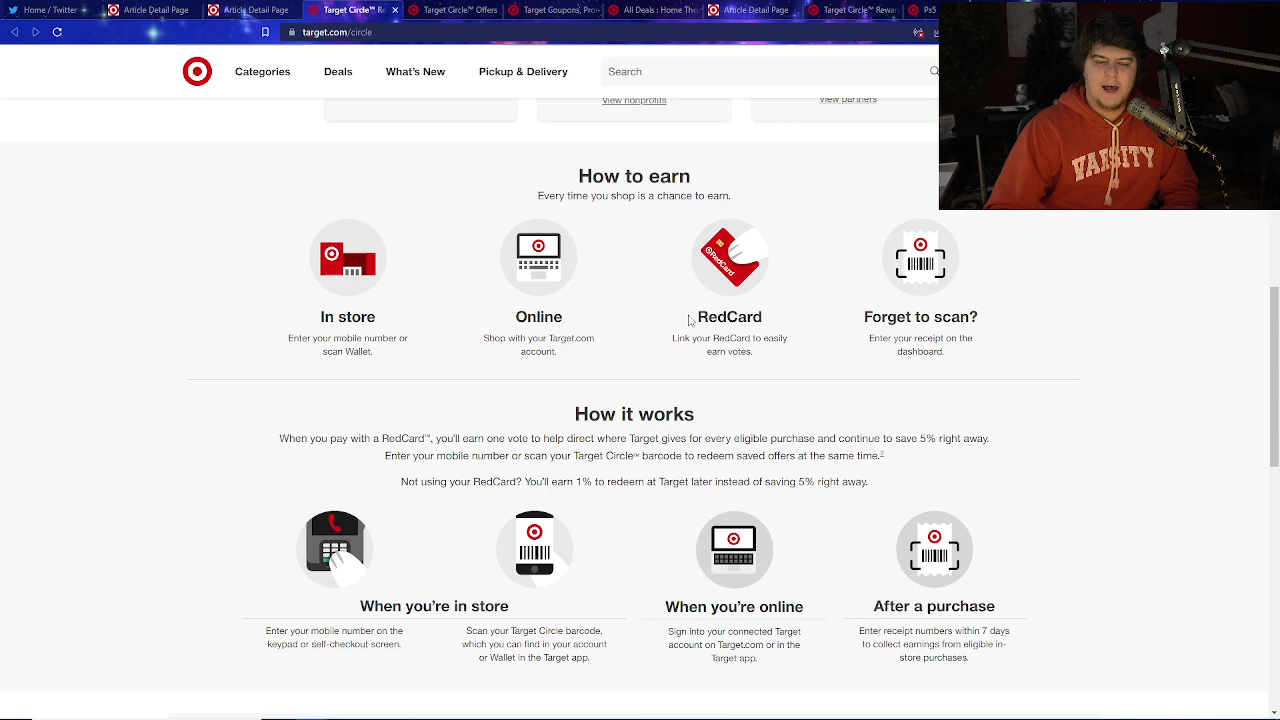 Home / Twitter
Article Detail Page
Article Detail Page
Target Circle™ Re
Target Circle™ Offers
Target Coupons, Pro
All Deals : Home The
Article Detail Page
Target Circle™ Rewar
Ps5
target.com/circle
Categories
Deals
What's New
Pickup & Delivery
Search
View nonprofits
View partners
VARSITY
How to earn
Every time you shop is a chance to earn.
RedCard
In store
Online
RedCard
Forget to scan?
Enter your mobile number or
scan Wallet.
Shop with your Target.com
account.
Link your RedCard to easily
earn votes.
Enter your receipt on the
dashboard.
How it works
When you pay with a RedCard™, you'll earn one vote to help direct where Target gives for every eligible purchase and continue to save 5% right away.
Enter your mobile number or scan your Target Circle™ barcode to redeem saved offers at the same time.2
Not using your RedCard? You'll earn 1% to redeem at Target later instead of saving 5% right away.
When you're in store
When you're online
After a purchase
Enter your mobile number on the
keypad or self-checkout screen.
Scan your Target Circle barcode,
which you can find in your account
or Wallet in the Target app.
Sign into your connected Target
account on Target.com or in the
Target app.
Enter receipt numbers within 7 days
to collect earnings from eligible in-
store purchases.